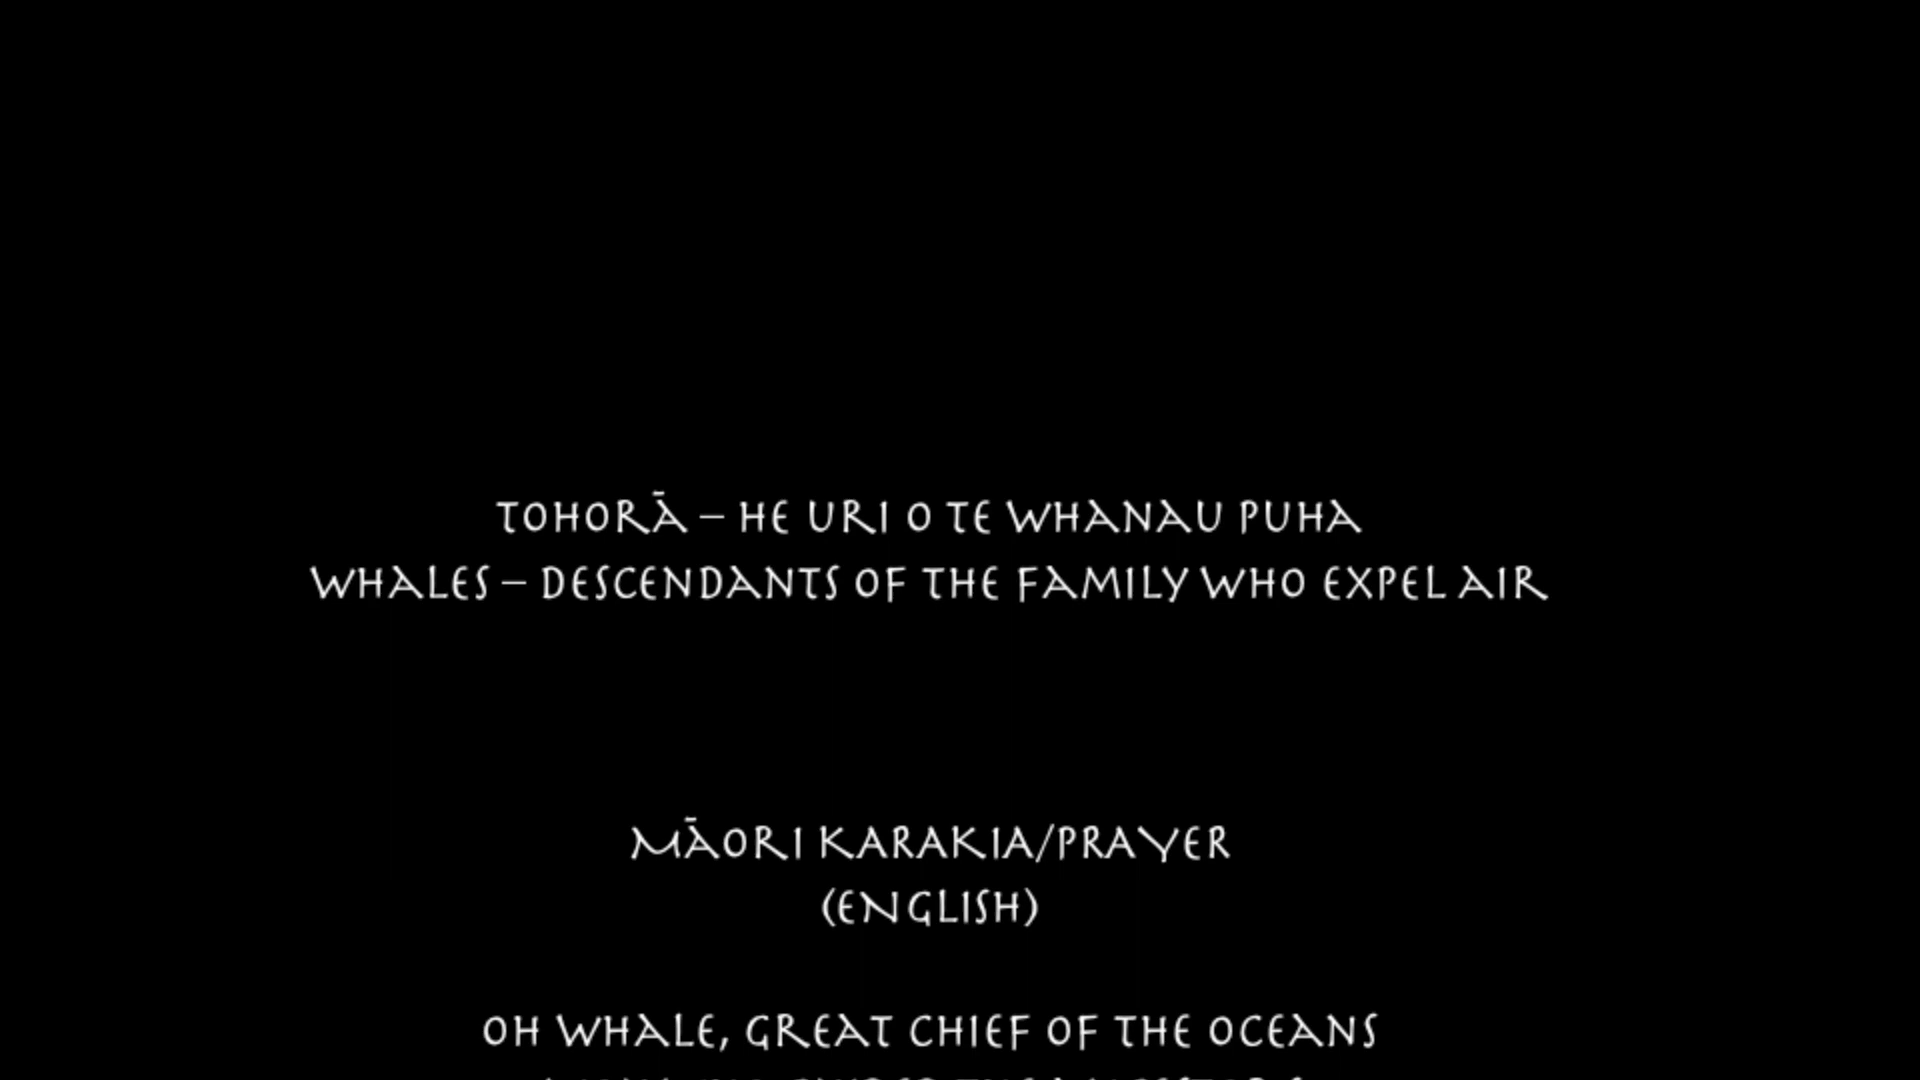 TOHORĀ – HE URI O TE WHANAU PUHA
WHALES – DESCENDANTS OF THE FAMILY WHO EXPEL AIR
MĀORI KARAKIA/PRAYER
(ENGLISH)
OH WHALE, GREAT CHIEF OF THE OCEANS